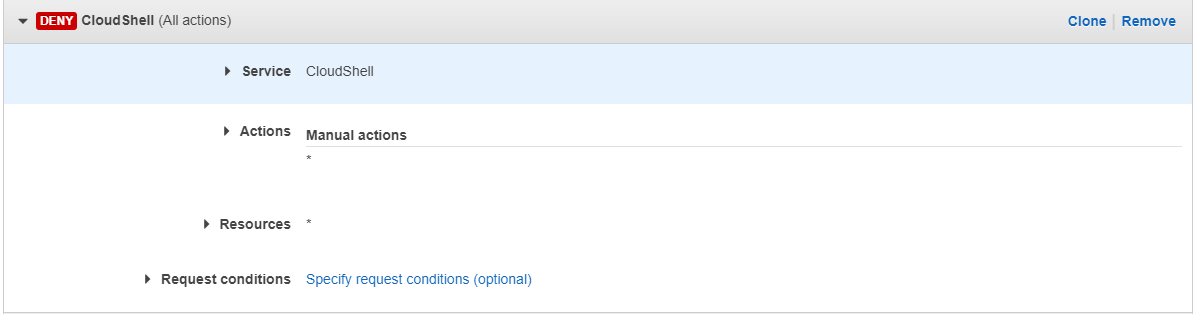 DENY CloudShell (All actions) Clone Remove
Service CloudShell
Actions Manual actions
*
Resources *
Request conditions Specify request conditions (optional)